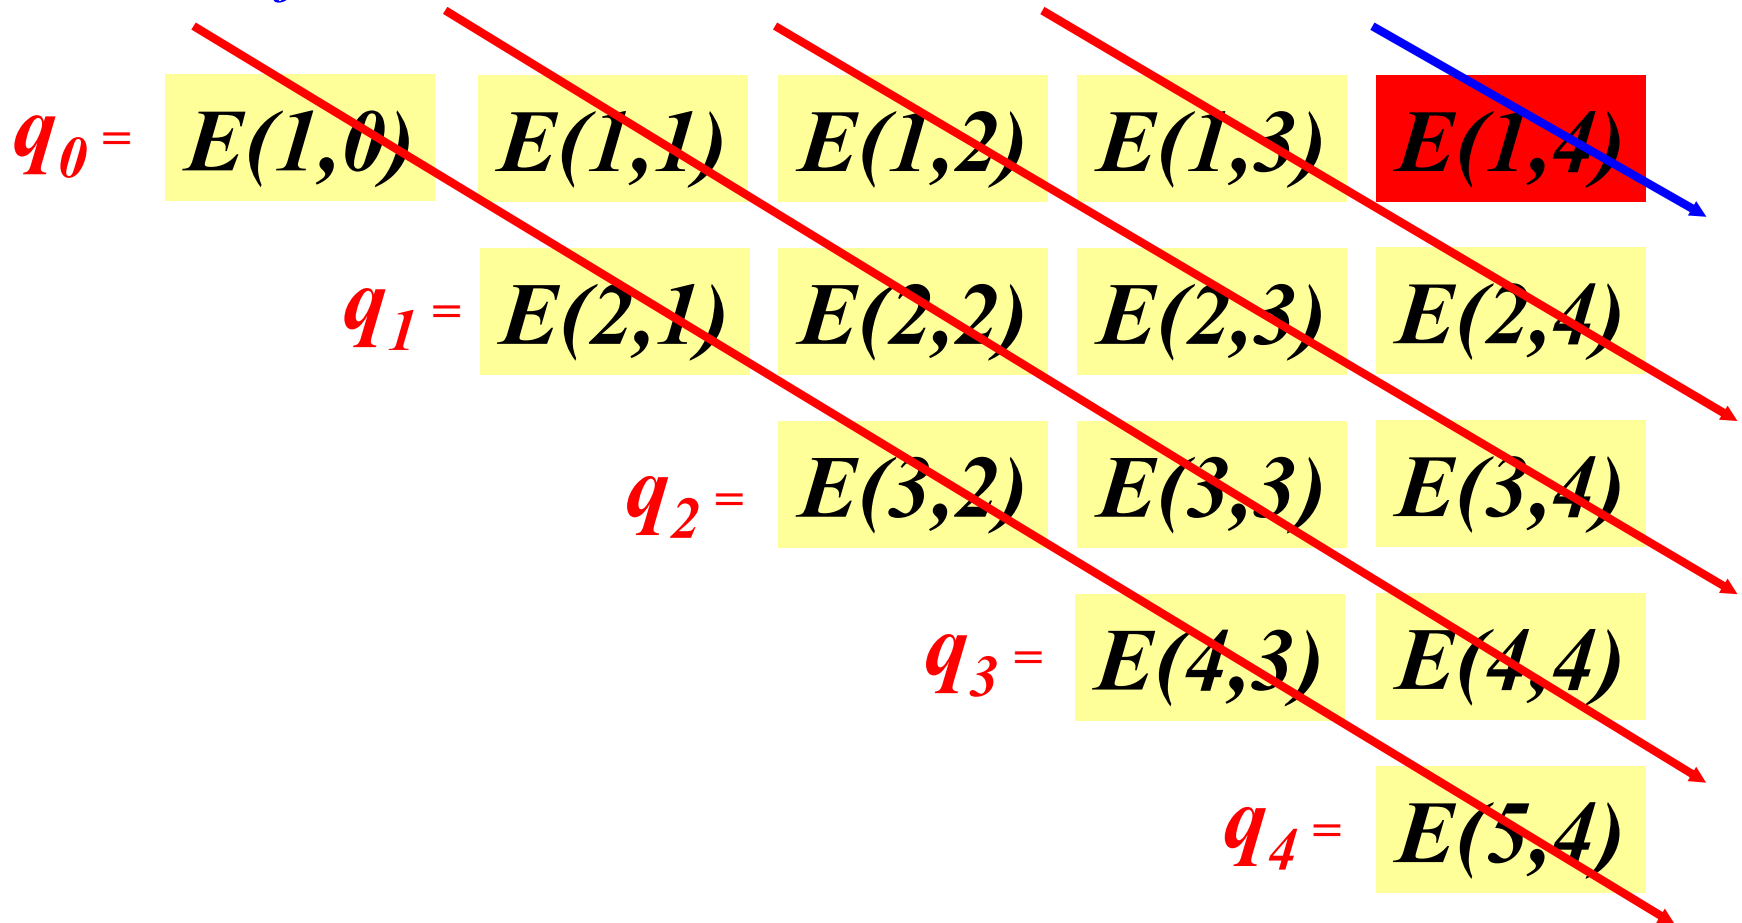 q0 = E(1,0) E(1,1) E(1,2) E(1,3) E(1,4)
q1 = E(2,1) E(2,2) E(2,3) E(2,4)
q2 = E(3,2) E(3,3) E(3,4)
q3 = E(4,3) E(4,4)
q4 = E(5,4)